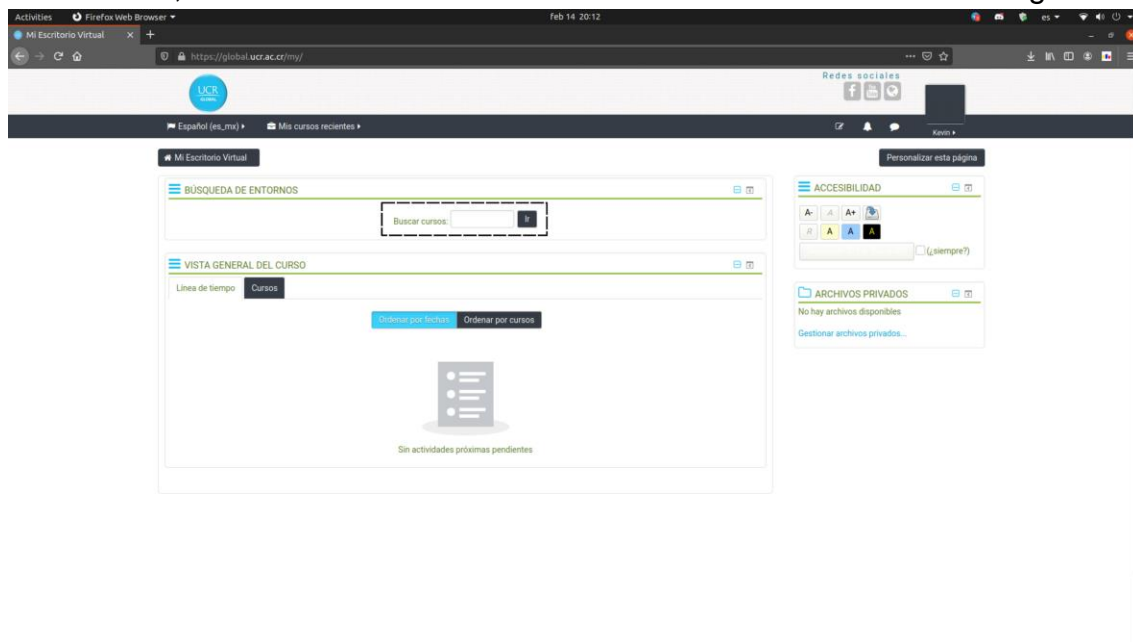 Activities Firefox Web Browser feb 14 20:12 es
Mi Escritorio Virtual
https://global.ucr.ac.cr/my/
UCR
GLOBAL
Redes sociales
Español (es_mx) Mis cursos recientes Kevin
Mi Escritorio Virtual Personalizar esta página
BÚSQUEDA DE ENTORNOS
Buscar cursos: Ir
VISTA GENERAL DEL CURSO
Línea de tiempo Cursos
Ordenar por fechas Ordenar por cursos
Sin actividades próximas pendientes
ACCESIBILIDAD
A- A A+
R A A A
(¿siempre?)
ARCHIVOS PRIVADOS
No hay archivos disponibles
Gestionar archivos privados...